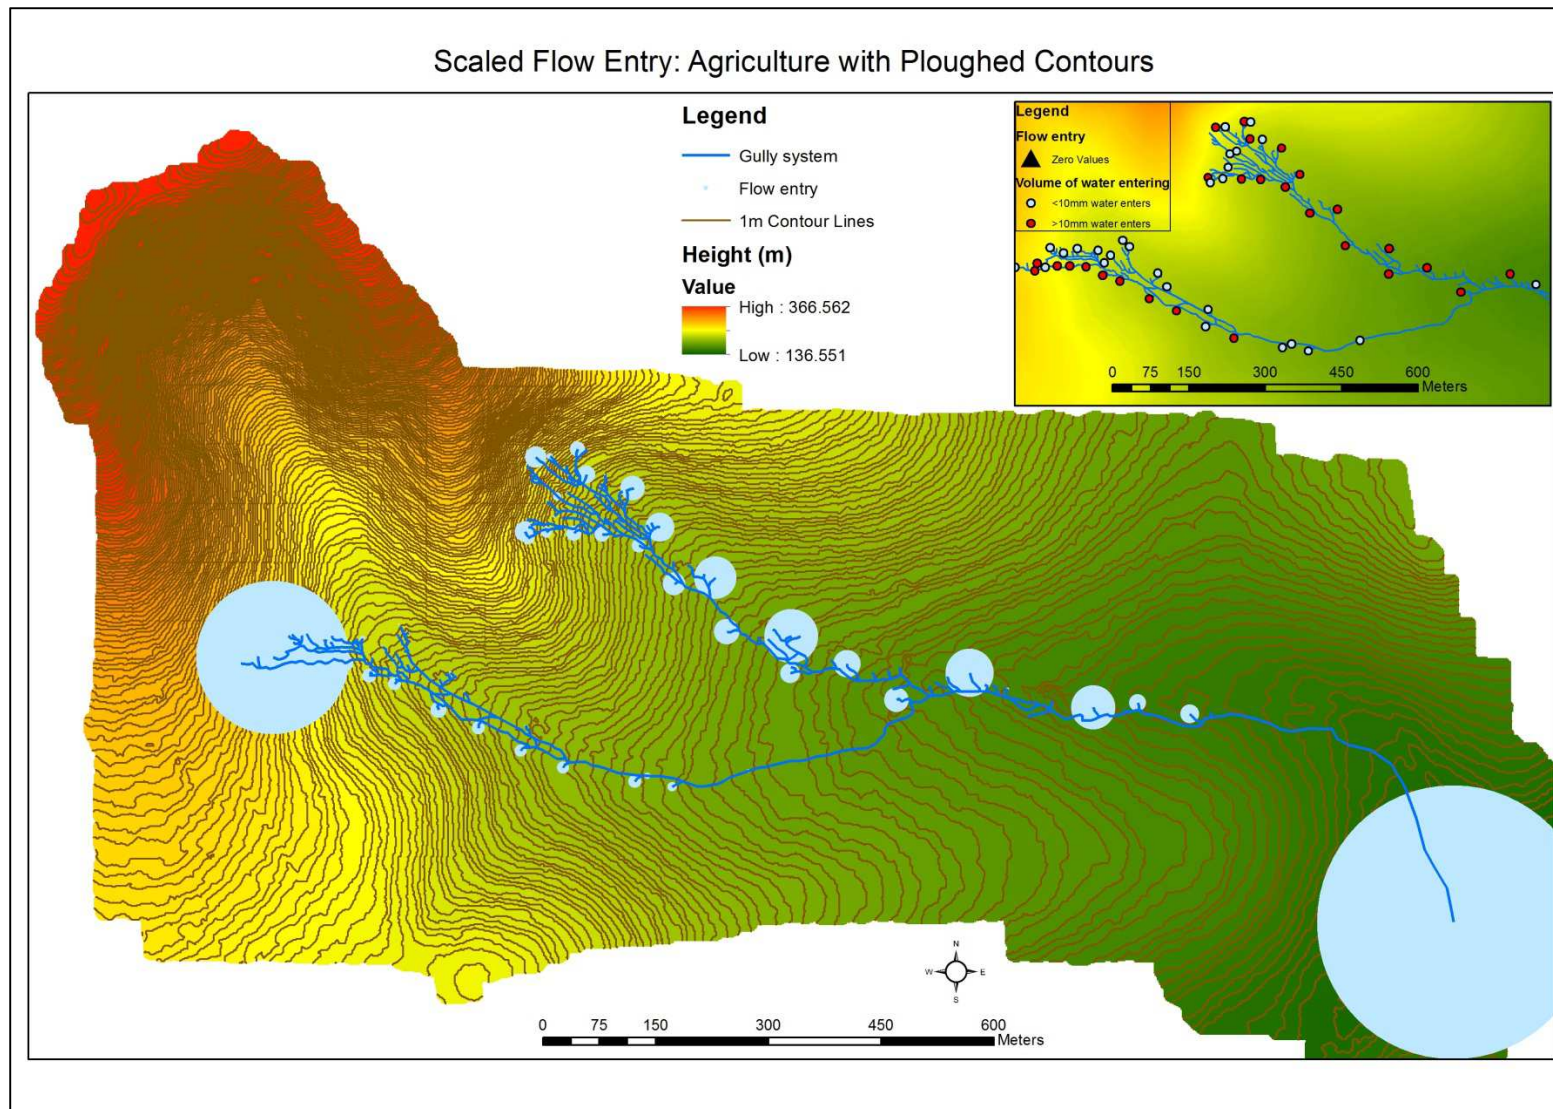 Scaled Flow Entry: Agriculture with Ploughed Contours
Legend
Gully system
Flow entry
1m Contour Lines
Height (m)
Value
High : 366.562
Low : 136.551
Legend
Flow entry
Zero Values
Volume of water entering
<10mm water enters
>10mm water enters
0 75 150 300 450 600
Meters
N
W E
S
0 75 150 300 450 600
Meters